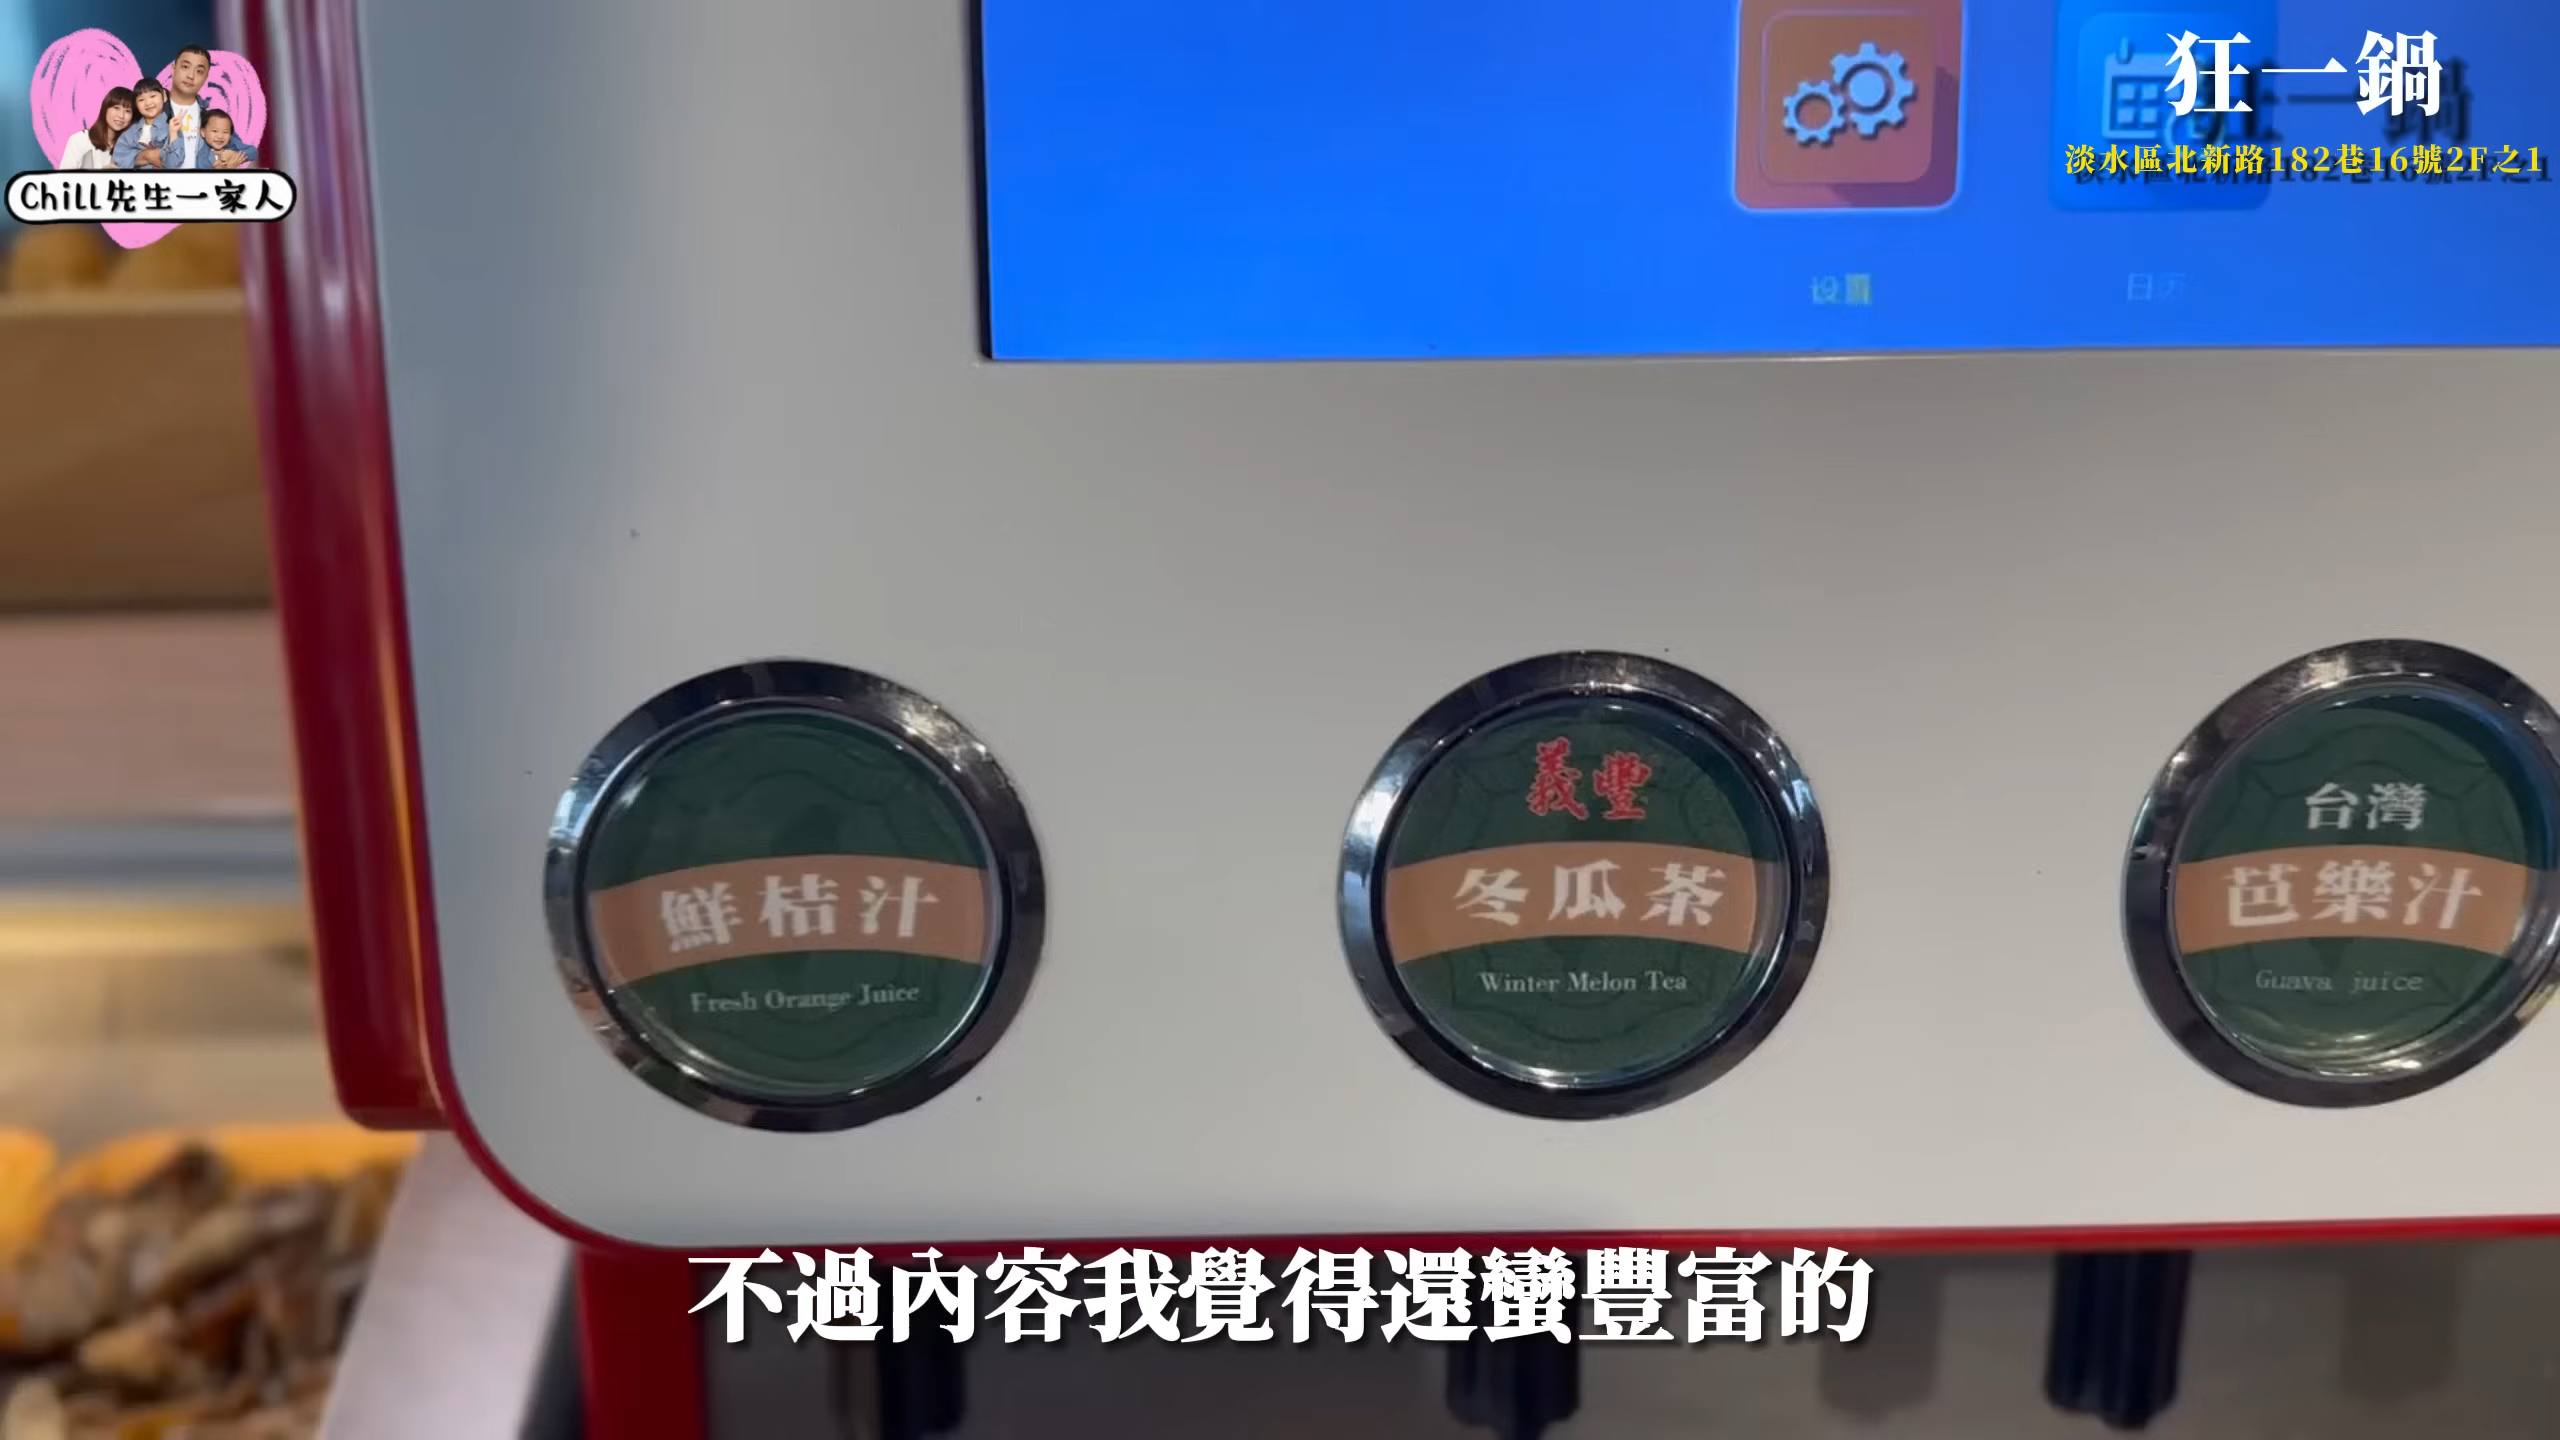 Chill先生一家人
狂一鍋
淡水區北新路182巷16號2F之1
设置
鮮桔汁
Fresh Orange Juice
義豐
冬瓜茶
Winter Melon Tea
台灣
芭樂汁
Guava juice
不過內容我覺得還蠻豐富的